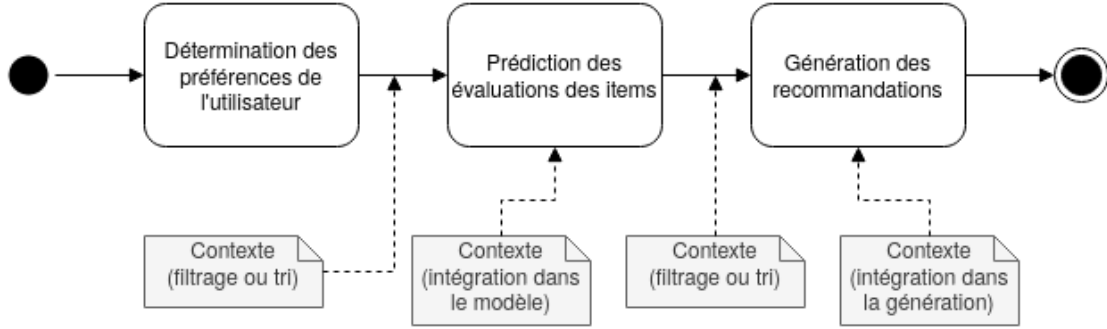 Détermination des
préférences de
l'utilisateur
Prédiction des
évaluations des items
Génération des
recommandations
Contexte
(filtrage ou tri)
Contexte
(intégration dans
le modèle)
Contexte
(filtrage ou tri)
Contexte
(intégration dans
la génération)